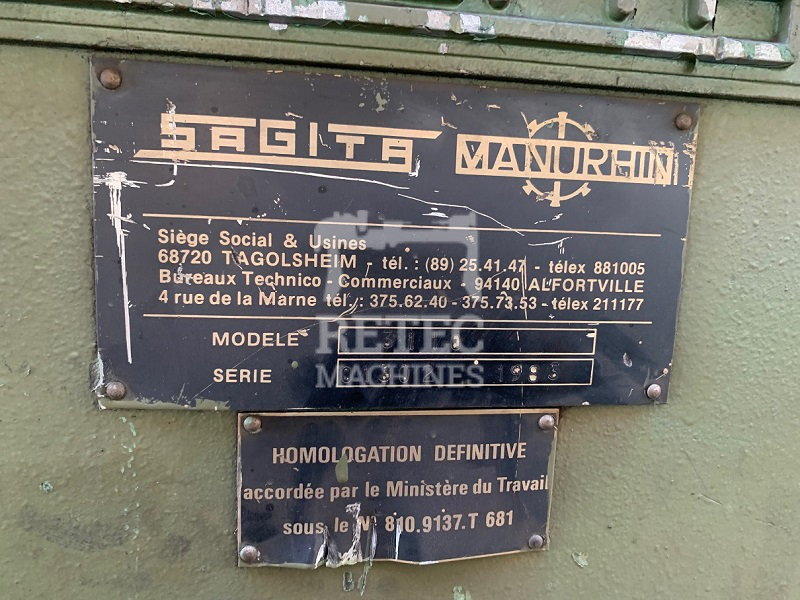 SAGITA MANURHIN
Siège Social & Usines
68720 TAGOLSHEIM - tél. : (89) 25.41.47 - télex 881005
Bureaux Technico - Commerciaux - 94140 ALFORTVILLE
4 rue de la Marne tél. : 375.62.40 - 375.73.53 - télex 211177
MODELE
SERIE
RETEC
MACHINES
HOMOLOGATION DEFINITIVE
accordée par le Ministère du Travail
sous le N° 810.9137.T 681